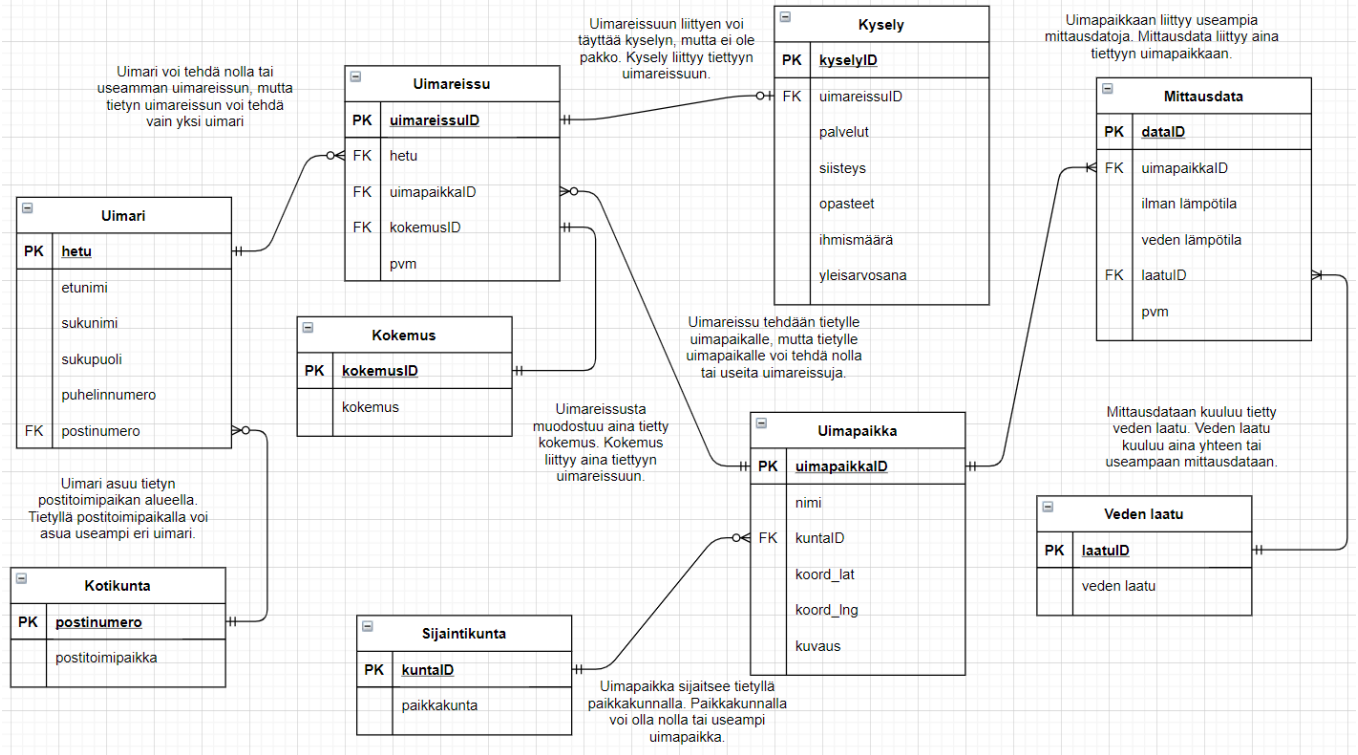 Uimari voi tehdä nolla tai
useamman uimareissun, mutta
tietyn uimareissun voi tehdä
vain yksi uimari
Uimareissu
PK uimareissuID
FK hetu
FK uimapaikkaID
FK kokemusID
pvm
Uimareissuun liittyen voi
täyttää kyselyn, mutta ei ole
pakko. Kysely liittyy tiettyyn
uimareissuun.
Kysely
PK kyselyID
FK uimareissuID
palvelut
siisteys
opasteet
ihmismäärä
yleisarvosana
Uimapaikkaan liittyy useampia
mittausdatoja. Mittausdata liittyy aina
tiettyyn uimapaikkaan.
Mittausdata
PK dataID
FK uimapaikkaID
ilman lämpötila
veden lämpötila
FK laatuID
pvm
Uimari
PK hetu
etunimi
sukunimi
sukupuoli
puhelinnumero
FK postinumero
Kokemus
PK kokemusID
kokemus
Uimareissu tehdään tietylle
uimapaikalle, mutta tietylle
uimapaikalle voi tehdä nolla
tai useita uimareissuja.
Uimareissusta
muodostuu aina tietty
kokemus. Kokemus
liittyy aina tiettyyn
uimareissuun.
Uimapaikka
PK uimapaikkaID
nimi
FK kuntaID
koord_lat
koord_lng
kuvaus
Mittausdataan kuuluu tietty
veden laatu. Veden laatu
kuuluu aina yhteen tai
useampaan mittausdataan.
Veden laatu
PK laatuID
veden laatu
Uimari asuu tietyn
postitoimipaikan alueella.
Tietyllä postitoimipaikalla voi
asua useampi eri uimari.
Kotikunta
PK postinumero
postitoimipaikka
Sijaintikunta
PK kuntaID
paikkakunta
Uimapaikka sijaitsee tietyllä
paikkakunnalla. Paikkakunnalla
voi olla nolla tai useampi
uimapaikka.